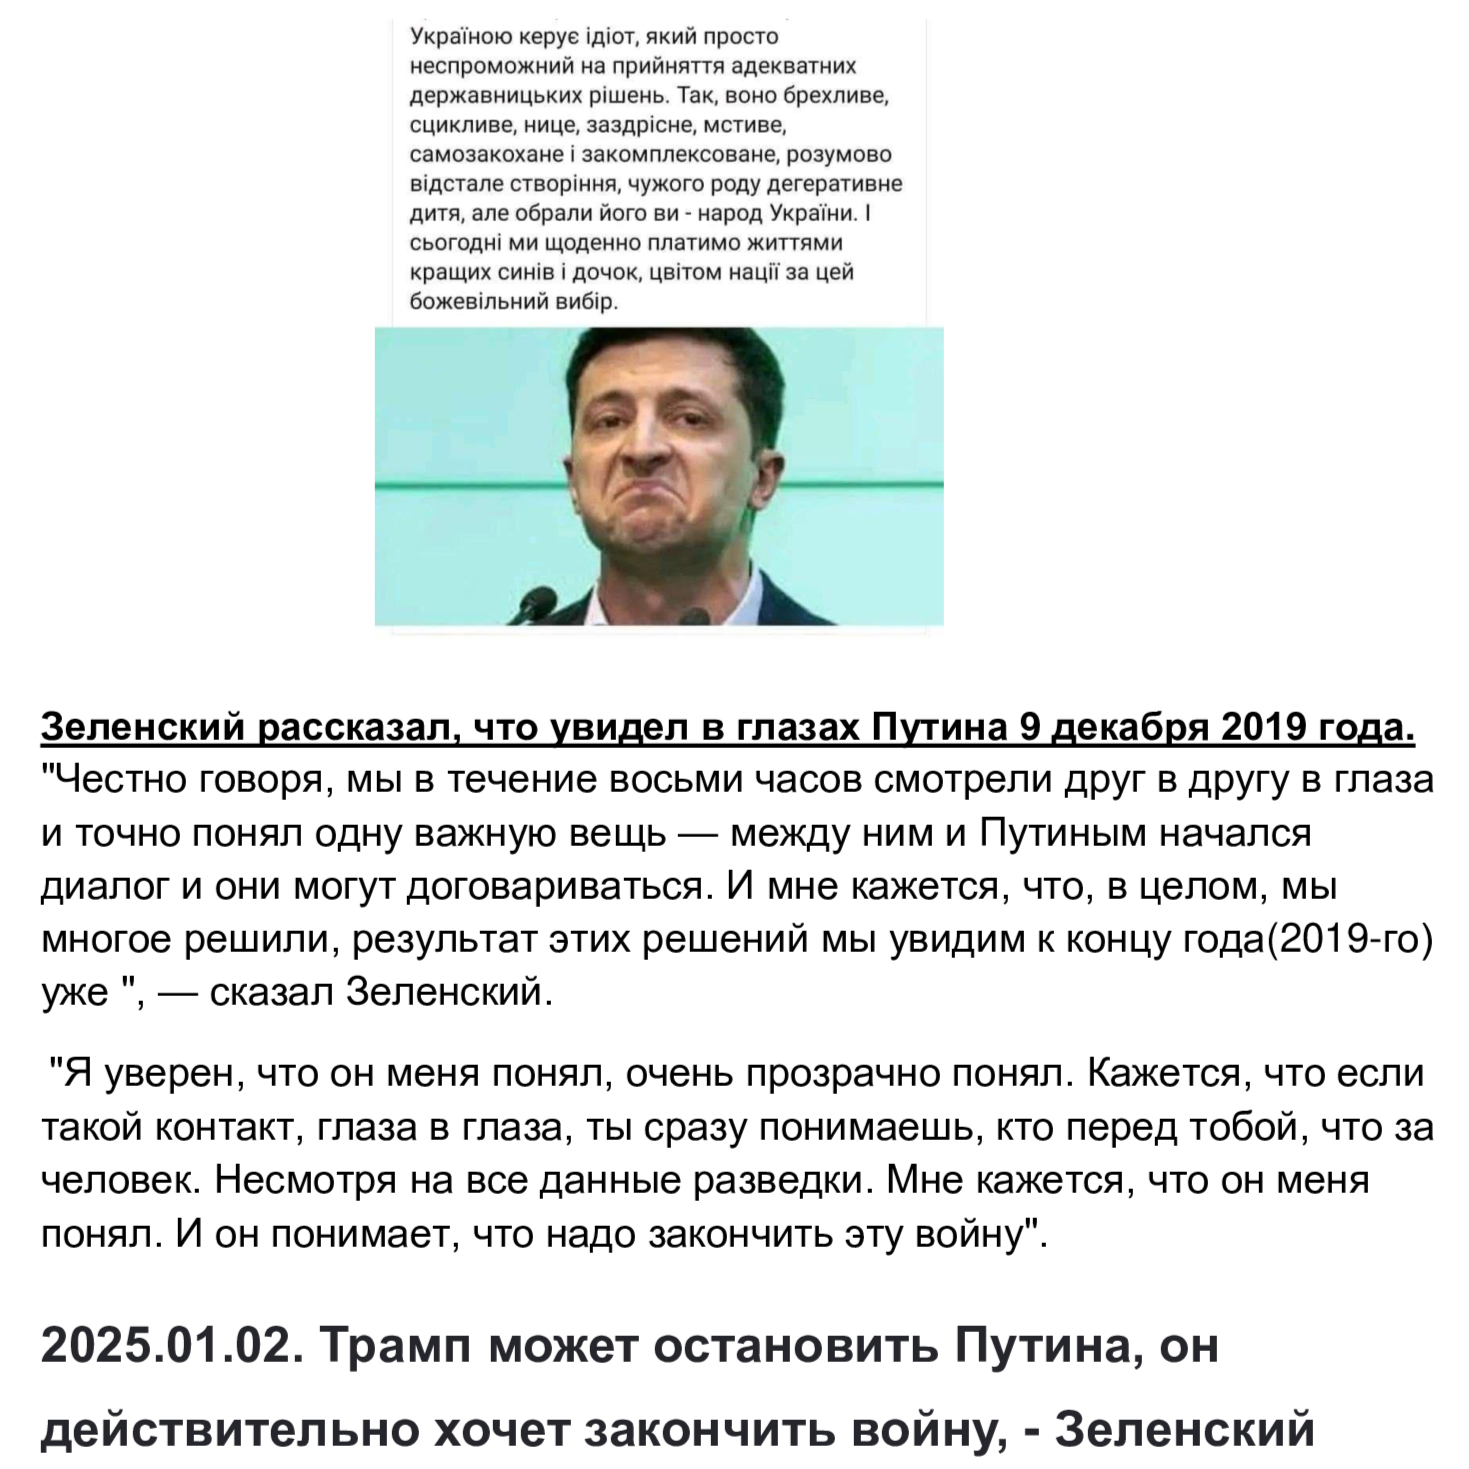 Україною керує ідіот, який просто
неспроможний на прийняття адекватних
державницьких рішень. Так, воно брехливе,
сцикливе, нице, заздрісне, мстиве,
самозакохане і закомплексоване, розумово
відстале створіння, чужого роду дегеративне
дитя, але обрали його ви - народ України. І
сьогодні ми щоденно платимо життями
кращих синів і дочок, цвітом нації за цей
божевільний вибір.
Зеленский рассказал, что увидел в глазах Путина 9 декабря 2019 года.
"Честно говоря, мы в течение восьми часов смотрели друг в другу в глаза
и точно понял одну важную вещь — между ним и Путиным начался
диалог и они могут договариваться. И мне кажется, что, в целом, мы
многое решили, результат этих решений мы увидим к концу года(2019-го)
уже ", — сказал Зеленский.
"Я уверен, что он меня понял, очень прозрачно понял. Кажется, что если
такой контакт, глаза в глаза, ты сразу понимаешь, кто перед тобой, что за
человек. Несмотря на все данные разведки. Мне кажется, что он меня
понял. И он понимает, что надо закончить эту войну".
2025.01.02. Трамп может остановить Путина, он
действительно хочет закончить войну, - Зеленский